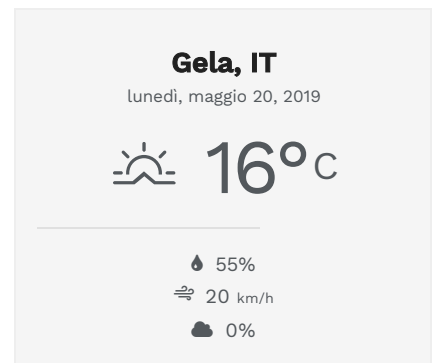 Gela, IT
lunedì, maggio 20, 2019
16° C
55%
20 km/h
0%